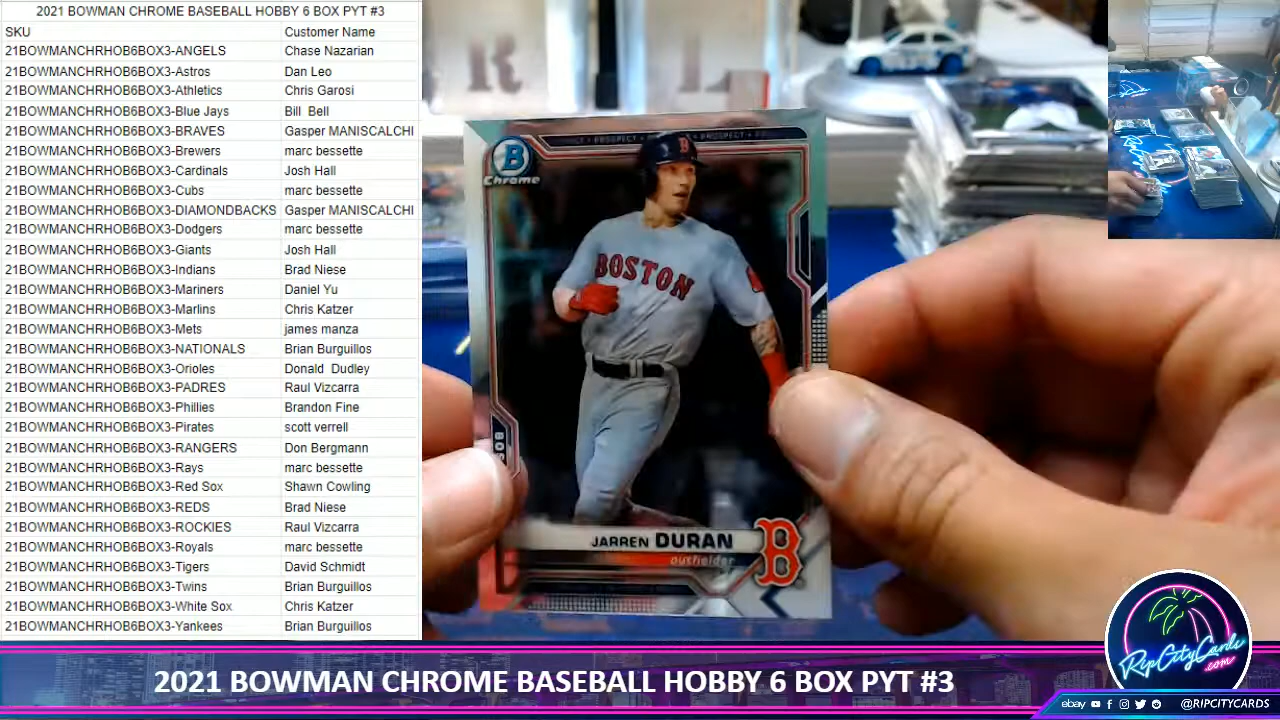 2021 BOWMAN CHROME BASEBALL HOBBY 6 BOX PYT #3
SKU Customer Name
21BOWMANCHRHOB6BOX3-ANGELS Chase Nazarian
21BOWMANCHRHOB6BOX3-Astros Dan Leo
21BOWMANCHRHOB6BOX3-Athletics Chris Garosi
21BOWMANCHRHOB6BOX3-Blue Jays Bill Bell
21BOWMANCHRHOB6BOX3-BRAVES Gasper MANISCALCHI
21BOWMANCHRHOB6BOX3-Brewers marc bessette
21BOWMANCHRHOB6BOX3-Cardinals Josh Hall
21BOWMANCHRHOB6BOX3-Cubs marc bessette
21BOWMANCHRHOB6BOX3-DIAMONDBACKS Gasper MANISCALCHI
21BOWMANCHRHOB6BOX3-Dodgers marc bessette
21BOWMANCHRHOB6BOX3-Giants Josh Hall
21BOWMANCHRHOB6BOX3-Indians Brad Niese
21BOWMANCHRHOB6BOX3-Mariners Daniel Yu
21BOWMANCHRHOB6BOX3-Marlins Chris Katzer
21BOWMANCHRHOB6BOX3-Mets james manza
21BOWMANCHRHOB6BOX3-NATIONALS Brian Burguillos
21BOWMANCHRHOB6BOX3-Orioles Donald Dudley
21BOWMANCHRHOB6BOX3-PADRES Raul Vizcarra
21BOWMANCHRHOB6BOX3-Phillies Brandon Fine
21BOWMANCHRHOB6BOX3-Pirates scott verrell
21BOWMANCHRHOB6BOX3-RANGERS Don Bergmann
21BOWMANCHRHOB6BOX3-Rays marc bessette
21BOWMANCHRHOB6BOX3-Red Sox Shawn Cowling
21BOWMANCHRHOB6BOX3-REDS Brad Niese
21BOWMANCHRHOB6BOX3-ROCKIES Raul Vizcarra
21BOWMANCHRHOB6BOX3-Royals marc bessette
21BOWMANCHRHOB6BOX3-Tigers David Schmidt
21BOWMANCHRHOB6BOX3-Twins Brian Burguillos
21BOWMANCHRHOB6BOX3-White Sox Chris Katzer
21BOWMANCHRHOB6BOX3-Yankees Brian Burguillos
R L
PROSPECT PROSPECT
B
Chrome
B
BOSTON
BOS
JARREN DURAN
outfielder
B
RipCityCards
.com
2021 BOWMAN CHROME BASEBALL HOBBY 6 BOX PYT #3
ebay @RIPCITYCARDS